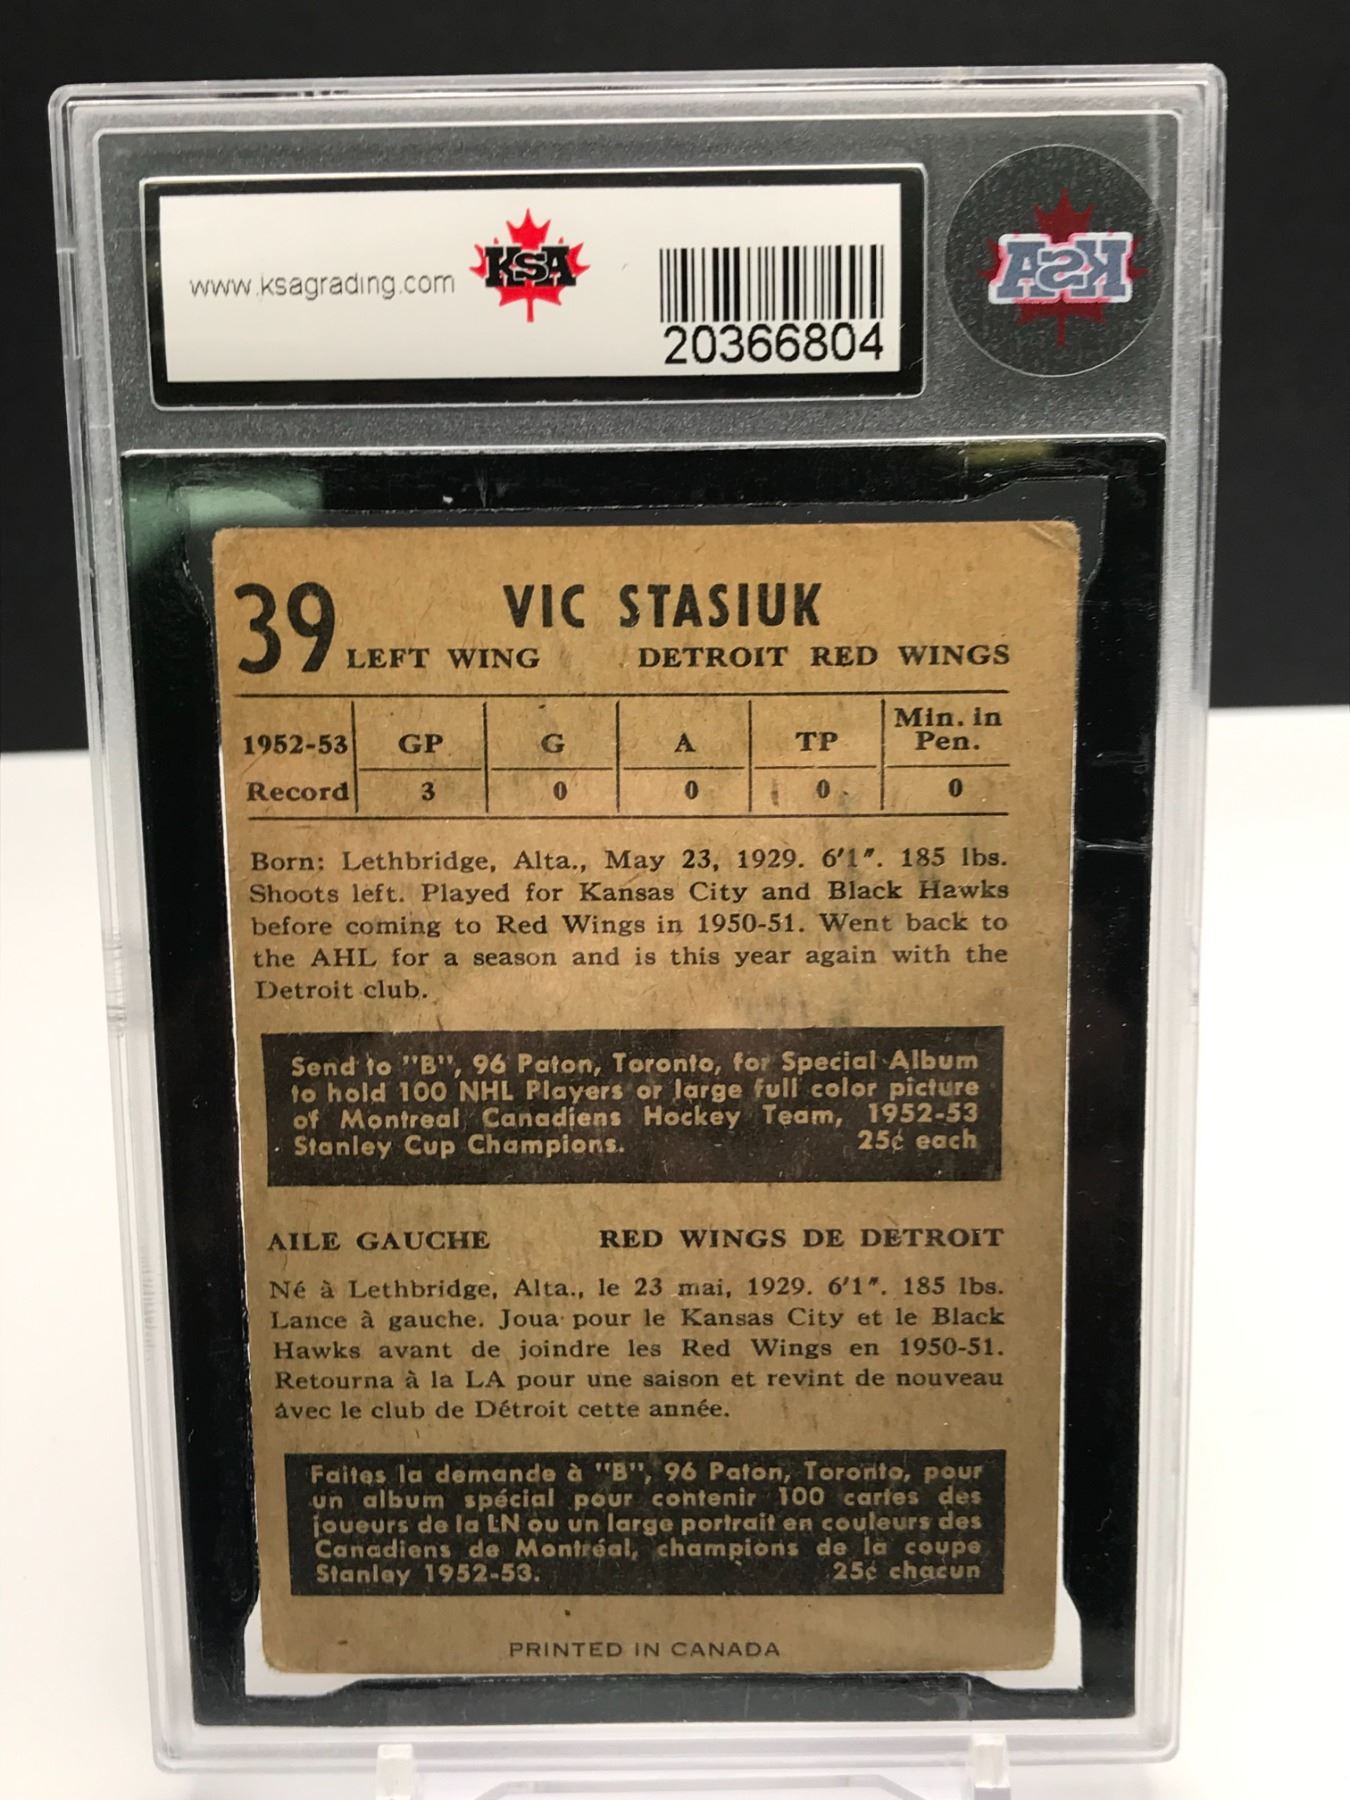 www.ksagrading.com
KSA
20366804
KSA
39
VIC STASIUK
LEFT WING DETROIT RED WINGS
1952-53 GP G A TP Min. in Pen.
Record 3 0 0 0 0
Born: Lethbridge, Alta., May 23, 1929. 6'1". 185 lbs.
Shoots left. Played for Kansas City and Black Hawks
before coming to Red Wings in 1950-51. Went back to
the AHL for a season and is this year again with the
Detroit club.
Send to "B", 96 Paton, Toronto, for Special Album
to hold 100 NHL Players or large full color picture
of Montreal Canadiens Hockey Team, 1952-53
Stanley Cup Champions. 25¢ each
AILE GAUCHE RED WINGS DE DETROIT
Né à Lethbridge, Alta., le 23 mai, 1929. 6'1". 185 lbs.
Lance à gauche. Joua pour le Kansas City et le Black
Hawks avant de joindre les Red Wings en 1950-51.
Retourna à la LA pour une saison et revint de nouveau
avec le club de Détroit cette année.
Faites la demande à "B", 96 Paton, Toronto, pour
un album spécial pour contenir 100 cartes des
joueurs de la LN ou un large portrait en couleurs des
Canadiens de Montréal, champions de la coupe
Stanley 1952-53. 25¢ chacun
PRINTED IN CANADA